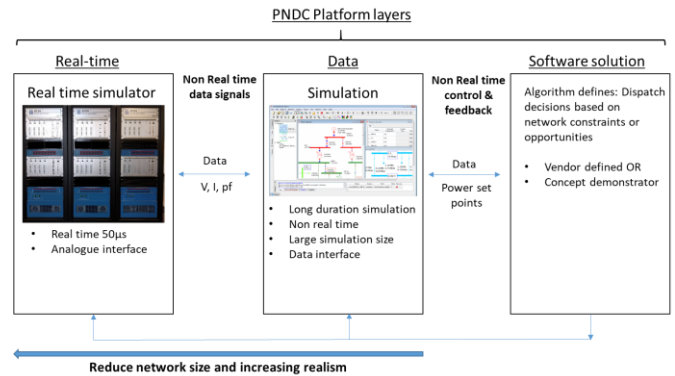 PNDC Platform layers
Real-time
Real time simulator
• Real time 50µs
• Analogue interface
Non Real time
data signals
Data
V, I, pf
Data
Simulation
• Long duration simulation
• Non real time
• Large simulation size
• Data interface
Non Real time
control &
feedback
Data
Power set
points
Software solution
Algorithm defines: Dispatch
decisions based on
network constraints or
opportunities
• Vendor defined OR
• Concept demonstrator
Reduce network size and increasing realism